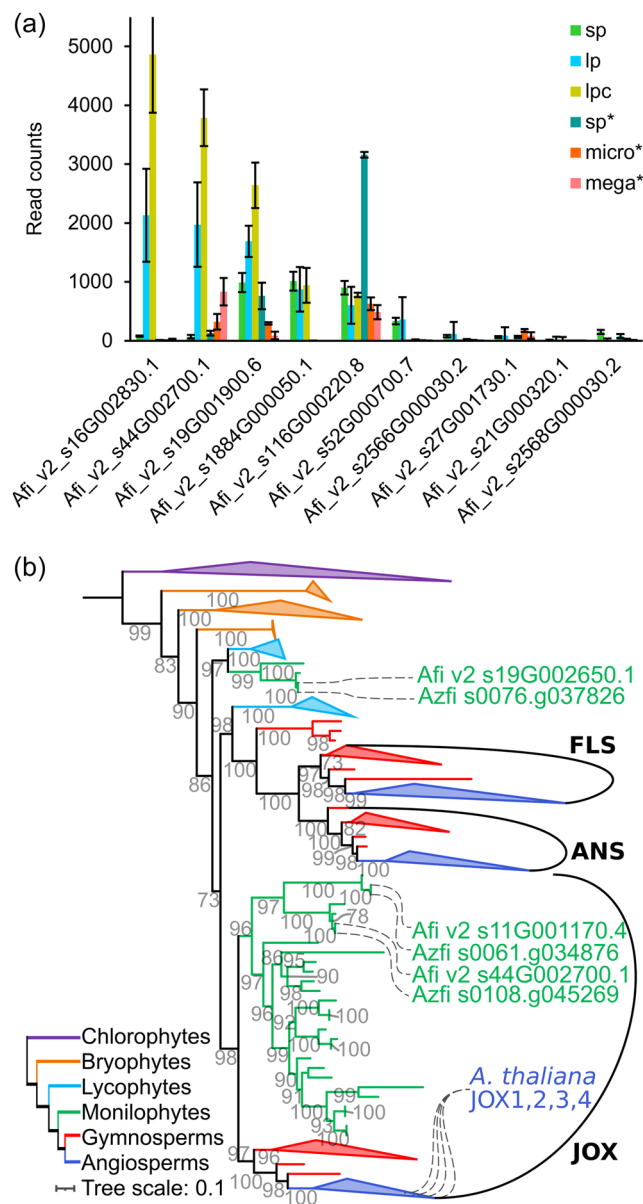 (a)
5000
4000
3000
2000
1000
0
Read counts
sp
lp
lpc
sp*
micro*
mega*
Afi_v2_s16G002830.1
Afi_v2_s44G002700.1
Afi_v2_s19G001900.6
Afi_v2_s1884G000050.1
Afi_v2_s116G000220.8
Afi_v2_s52G000700.7
Afi_v2_s2566G000030.2
Afi_v2_s27G001730.1
Afi_v2_s21G000320.1
Afi_v2_s2568G000030.2
(b)
99
100
83
100
90
100
97
100
99
100
Afi v2 s19G002650.1
Azfi s0076.g037826
86
98
100
100
98
FLS
73
97
98
98
99
100
100
82
99
98
100
ANS
73
96
97
100
100
78
100
Afi v2 s11G001170.4
Azfi s0061.g034876
Afi v2 s44G002700.1
Azfi s0108.g045269
97
86
95
90
98
96
100
92
100
100
99
90
97
99
100
100
93
100
98
A. thaliana
JOX1,2,3,4
97
96
98
100
JOX
Chlorophytes
Bryophytes
Lycophytes
Monilophytes
Gymnosperms
Angiosperms
Tree scale: 0.1